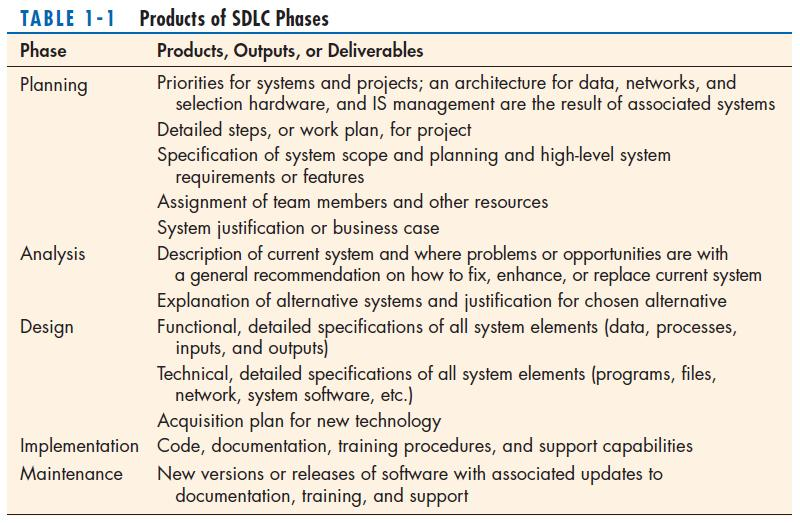 TABLE 1-1 Products of SDLC Phases
Phase Products, Outputs, or Deliverables
Planning Priorities for systems and projects; an architecture for data, networks, and
selection hardware, and IS management are the result of associated systems
Detailed steps, or work plan, for project
Specification of system scope and planning and high-level system
requirements or features
Assignment of team members and other resources
System justification or business case
Analysis Description of current system and where problems or opportunities are with
a general recommendation on how to fix, enhance, or replace current system
Explanation of alternative systems and justification for chosen alternative
Design Functional, detailed specifications of all system elements (data, processes,
inputs, and outputs)
Technical, detailed specifications of all system elements (programs, files,
network, system software, etc.)
Acquisition plan for new technology
Implementation Code, documentation, training procedures, and support capabilities
Maintenance New versions or releases of software with associated updates to
documentation, training, and support